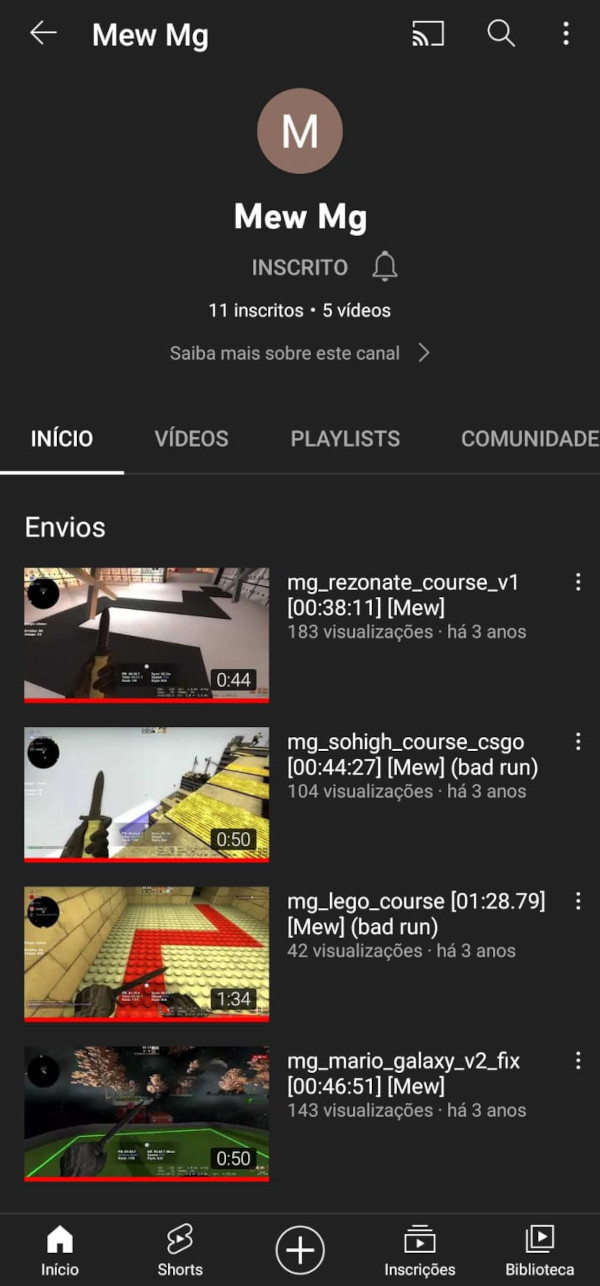 Mew Mg
M
Mew Mg
INSCRITO
11 inscritos • 5 vídeos
Saiba mais sobre este canal
INÍCIO
VÍDEOS
PLAYLISTS
COMUNIDADE
Envios
mg_rezonate_course_v1
[00:38:11] [Mew]
183 visualizações · há 3 anos
0:44
mg_sohigh_course_csgo
[00:44:27] [Mew] (bad run)
104 visualizações · há 3 anos
0:50
mg_lego_course [01:28.79]
[Mew] (bad run)
42 visualizações · há 3 anos
1:34
mg_mario_galaxy_v2_fix
[00:46:51] [Mew]
143 visualizações · há 3 anos
0:50
Início
Shorts
Inscrições
Biblioteca